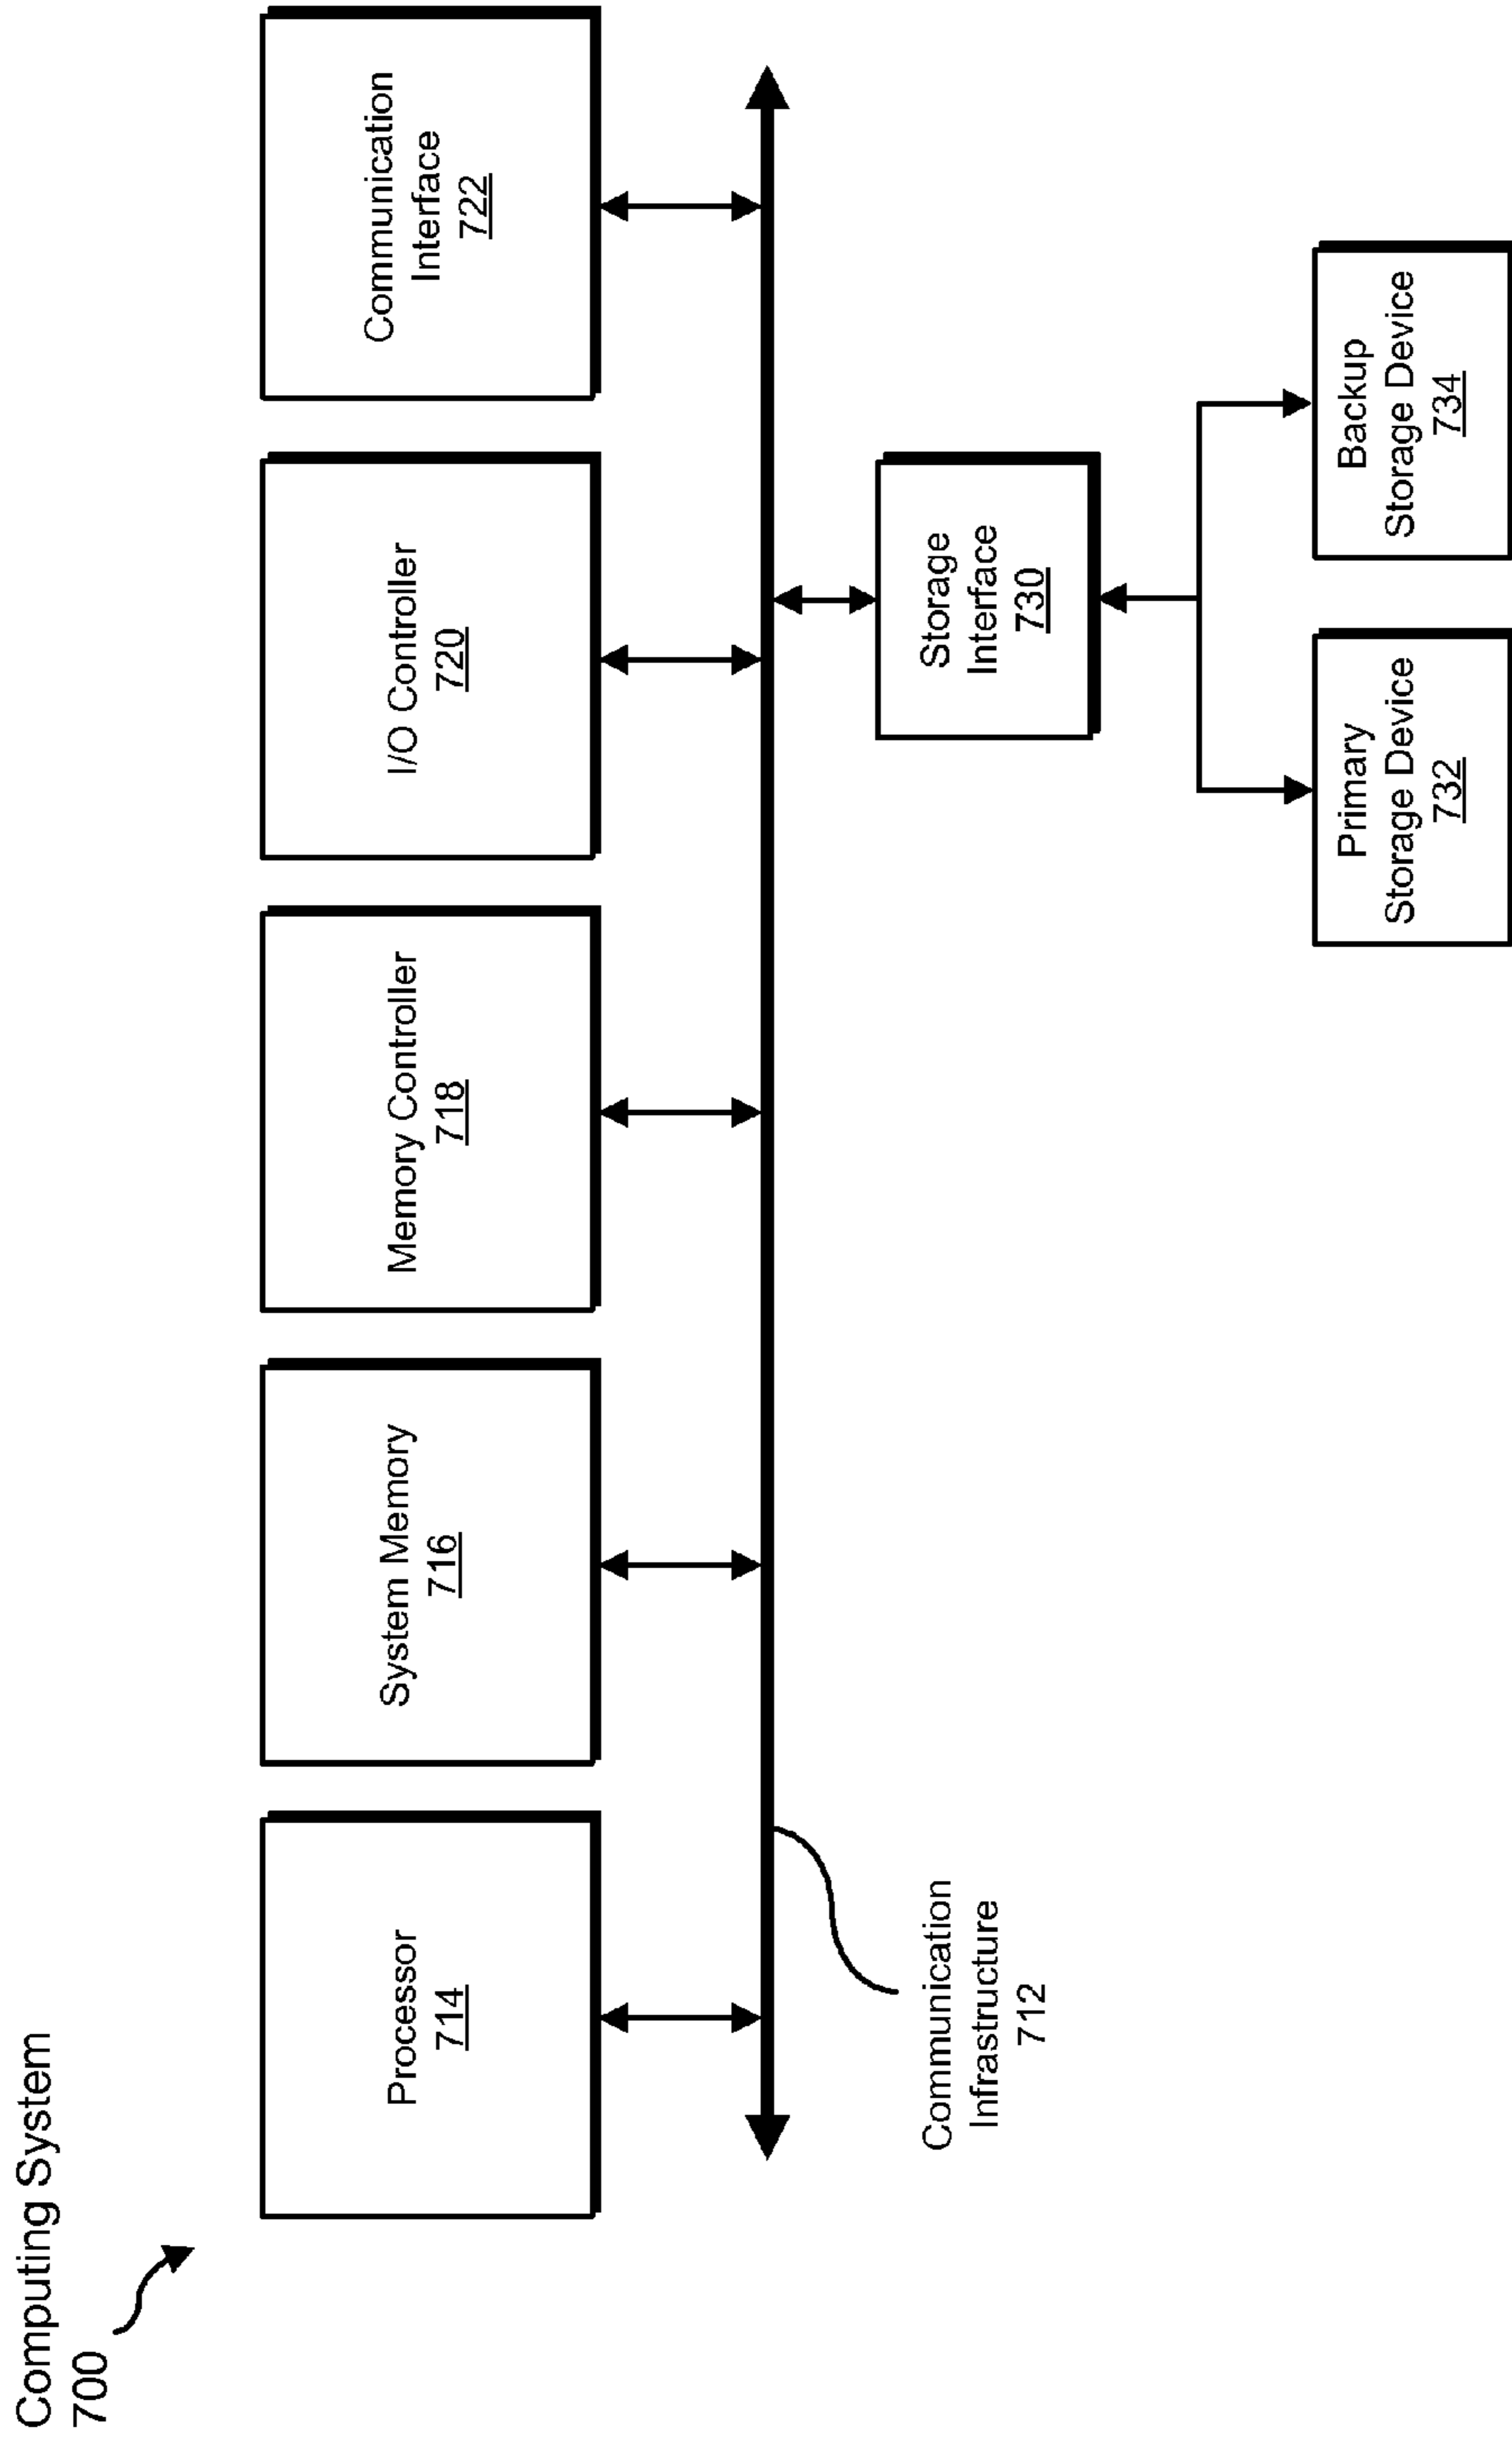 Computing System
700
Processor
714
System Memory
716
Memory Controller
718
I/O Controller
720
Communication
Interface
722
Communication
Infrastructure
712
Storage
Interface
730
Primary
Storage Device
732
Backup
Storage Device
734